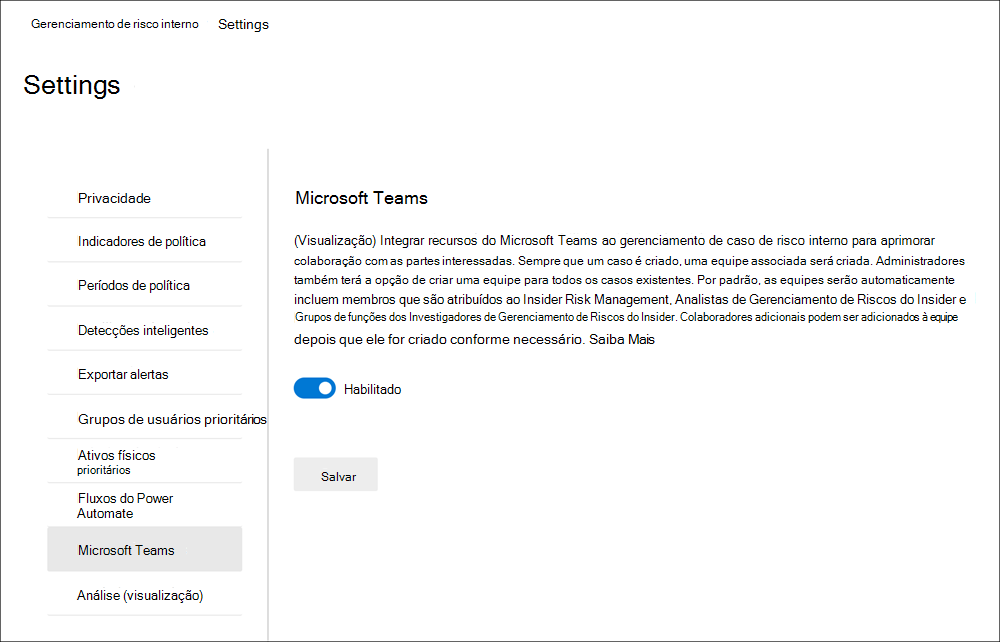 Gerenciamento de risco interno Settings
Settings
Privacidade
Indicadores de política
Períodos de política
Detecções inteligentes
Exportar alertas
Grupos de usuários prioritários
Ativos físicos
prioritários
Fluxos do Power
Automate
Microsoft Teams
Análise (visualização)
Microsoft Teams
(Visualização) Integrar recursos do Microsoft Teams ao gerenciamento de caso de risco interno para aprimorar
colaboração com as partes interessadas. Sempre que um caso é criado, uma equipe associada será criada. Administradores
também terá a opção de criar uma equipe para todos os casos existentes. Por padrão, as equipes serão automaticamente
incluem membros que são atribuídos ao Insider Risk Management, Analistas de Gerenciamento de Riscos do Insider e
Grupos de funções dos Investigadores de Gerenciamento de Riscos do Insider. Colaboradores adicionais podem ser adicionados à equipe
depois que ele for criado conforme necessário. Saiba Mais
Habilitado
Salvar